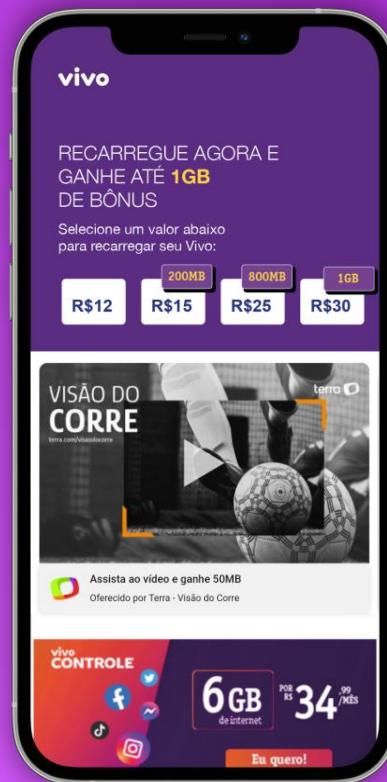 vivo
RECARREGUE AGORA E
GANHE ATÉ 1GB
DE BÔNUS
Selecione um valor abaixo
para recarregar seu Vivo:
200MB 800MB 1GB
R$12 R$15 R$25 R$30
VISÃO DO
CORRE
terra.com/visaodocorre
terra
Assista ao vídeo e ganhe 50MB
Oferecido por Terra - Visão do Corre
vivo
CONTROLE
6GB
de internet
POR
R$ 34,99
/MÊS
Eu quero!